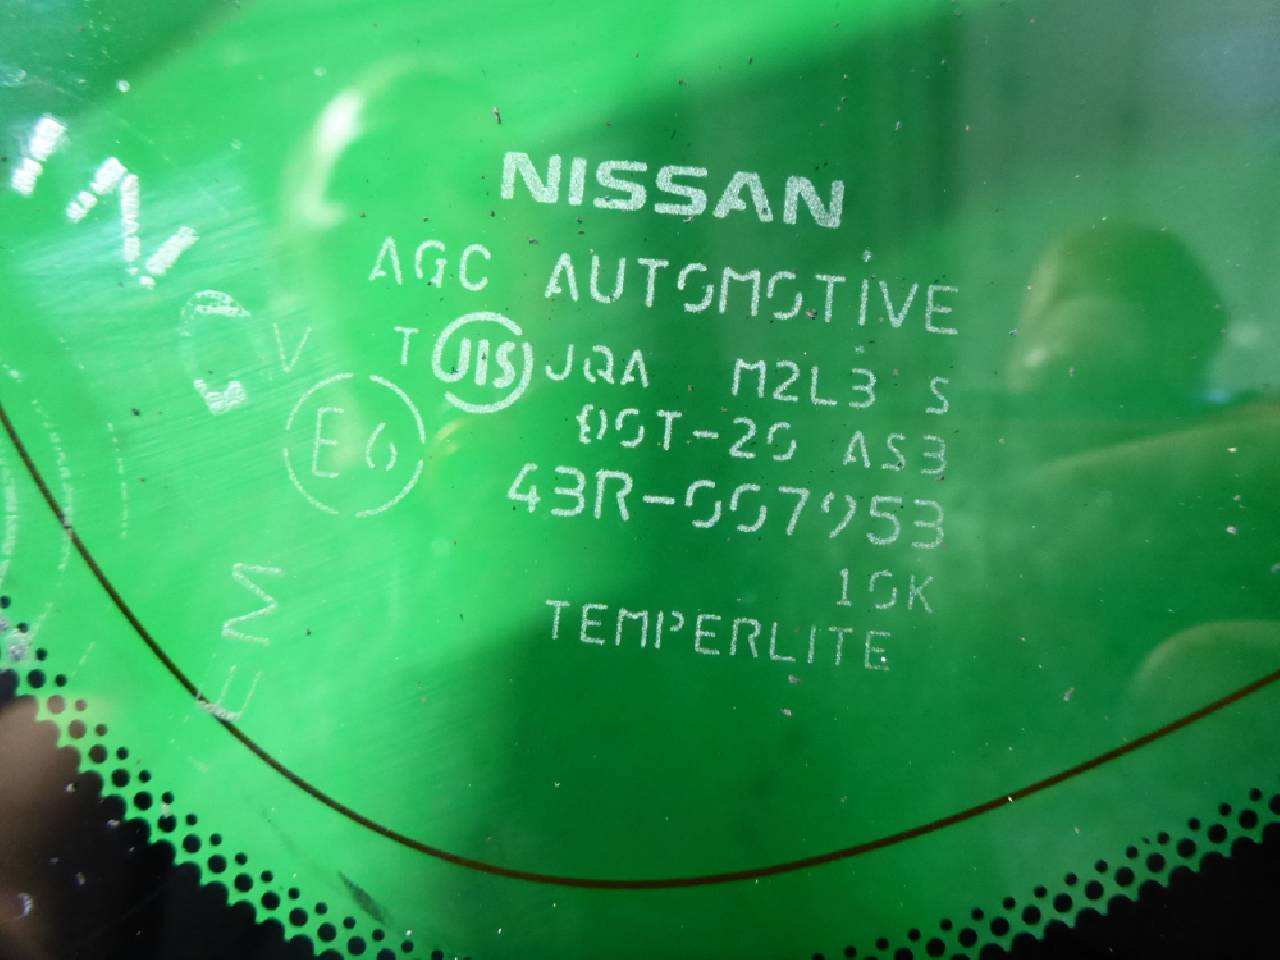 NISSAN
AGC AUTOMOTIVE
V T JIS JQA M2L3 S
E6 DOT-20 AS3
43R-007953
10K
TEMPERLITE